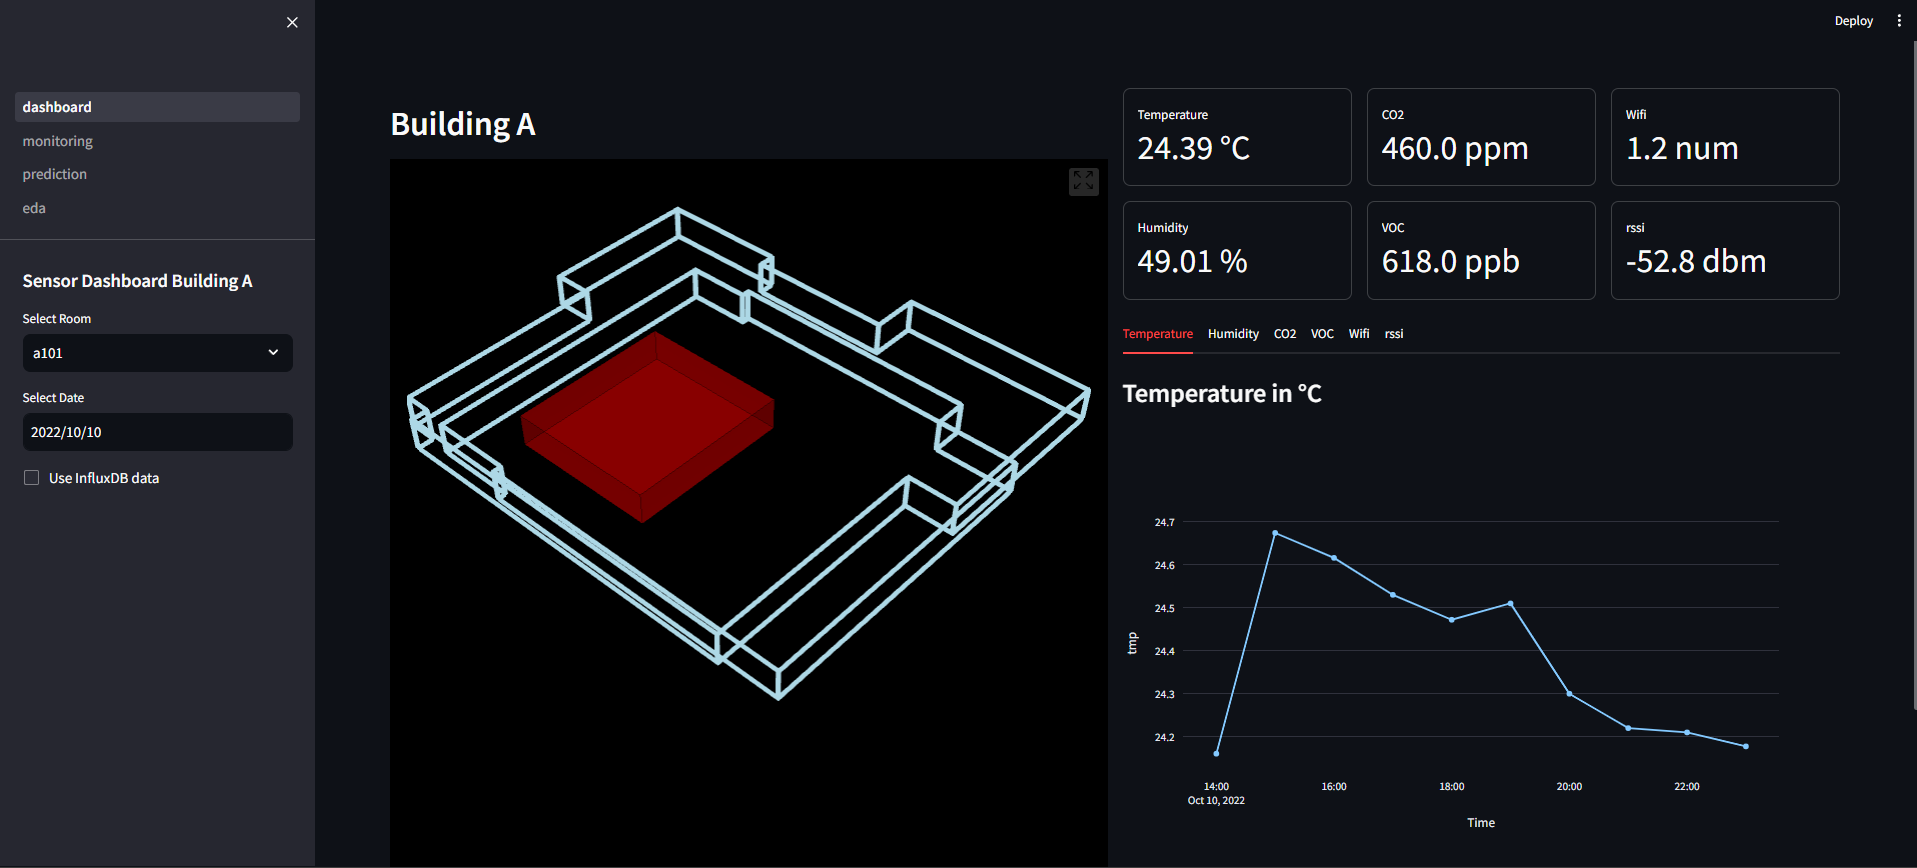 Deploy
dashboard
monitoring
prediction
eda
Sensor Dashboard Building A
Select Room
a101
Select Date
2022/10/10
Use InfluxDB data
Building A
Temperature
24.39 °C
CO2
460.0 ppm
Wifi
1.2 num
Humidity
49.01 %
VOC
618.0 ppb
rssi
-52.8 dbm
Temperature Humidity CO2 VOC Wifi rssi
Temperature in °C
24.7
24.6
24.5
24.4
24.3
24.2
tmp
14:00 16:00 18:00 20:00 22:00
Oct 10, 2022
Time